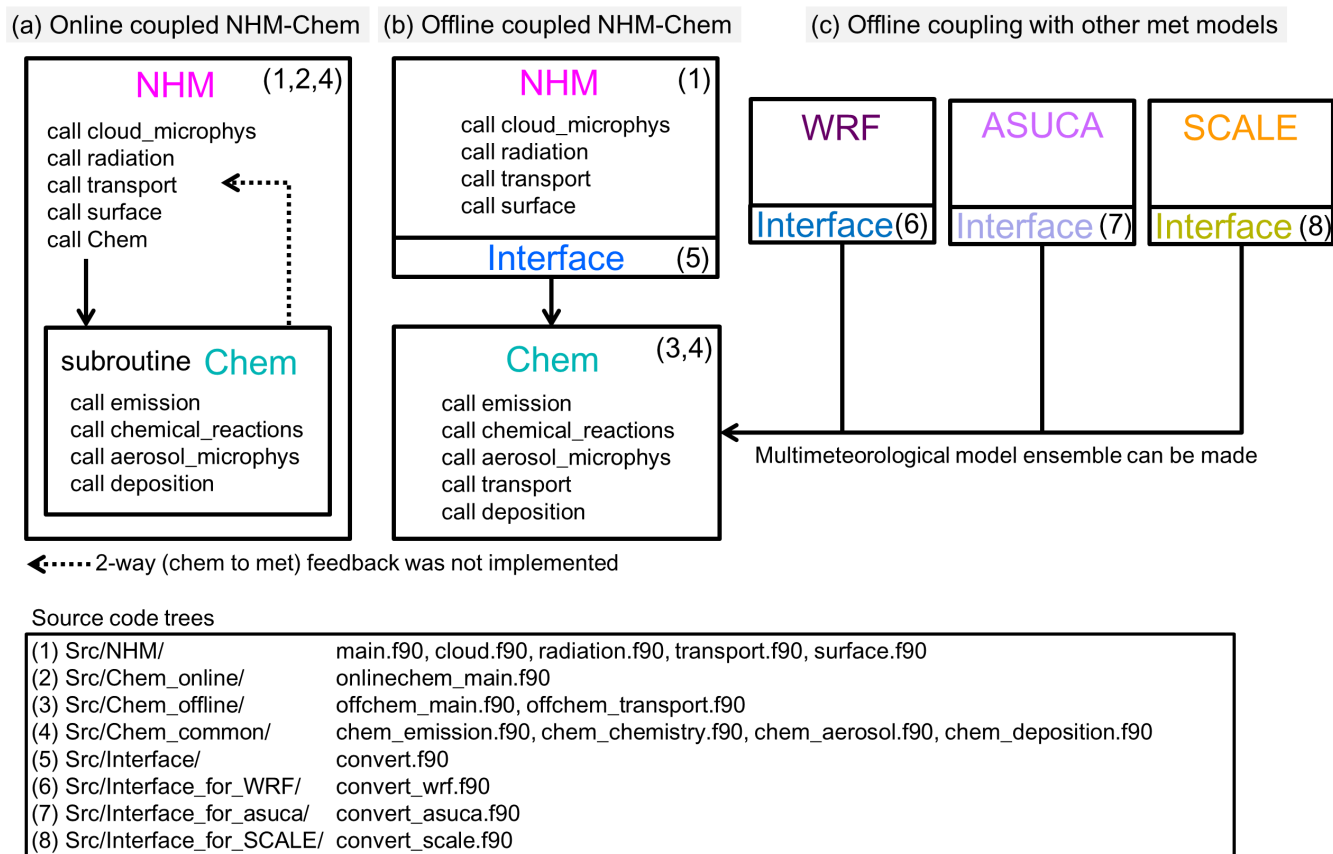 (a) Online coupled NHM-Chem
NHM (1,2,4)
call cloud_microphys
call radiation
call transport
call surface
call Chem
subroutine Chem
call emission
call chemical_reactions
call aerosol_microphys
call deposition
2-way (chem to met) feedback was not implemented
(b) Offline coupled NHM-Chem
NHM (1)
call cloud_microphys
call radiation
call transport
call surface
Interface (5)
Chem (3,4)
call emission
call chemical_reactions
call aerosol_microphys
call transport
call deposition
(c) Offline coupling with other met models
WRF
Interface (6)
ASUCA
Interface (7)
SCALE
Interface (8)
Multimeteorological model ensemble can be made
Source code trees
(1) Src/NHM/ main.f90, cloud.f90, radiation.f90, transport.f90, surface.f90
(2) Src/Chem_online/ onlinechem_main.f90
(3) Src/Chem_offline/ offchem_main.f90, offchem_transport.f90
(4) Src/Chem_common/ chem_emission.f90, chem_chemistry.f90, chem_aerosol.f90, chem_deposition.f90
(5) Src/Interface/ convert.f90
(6) Src/Interface_for_WRF/ convert_wrf.f90
(7) Src/Interface_for_asuca/ convert_asuca.f90
(8) Src/Interface_for_SCALE/ convert_scale.f90